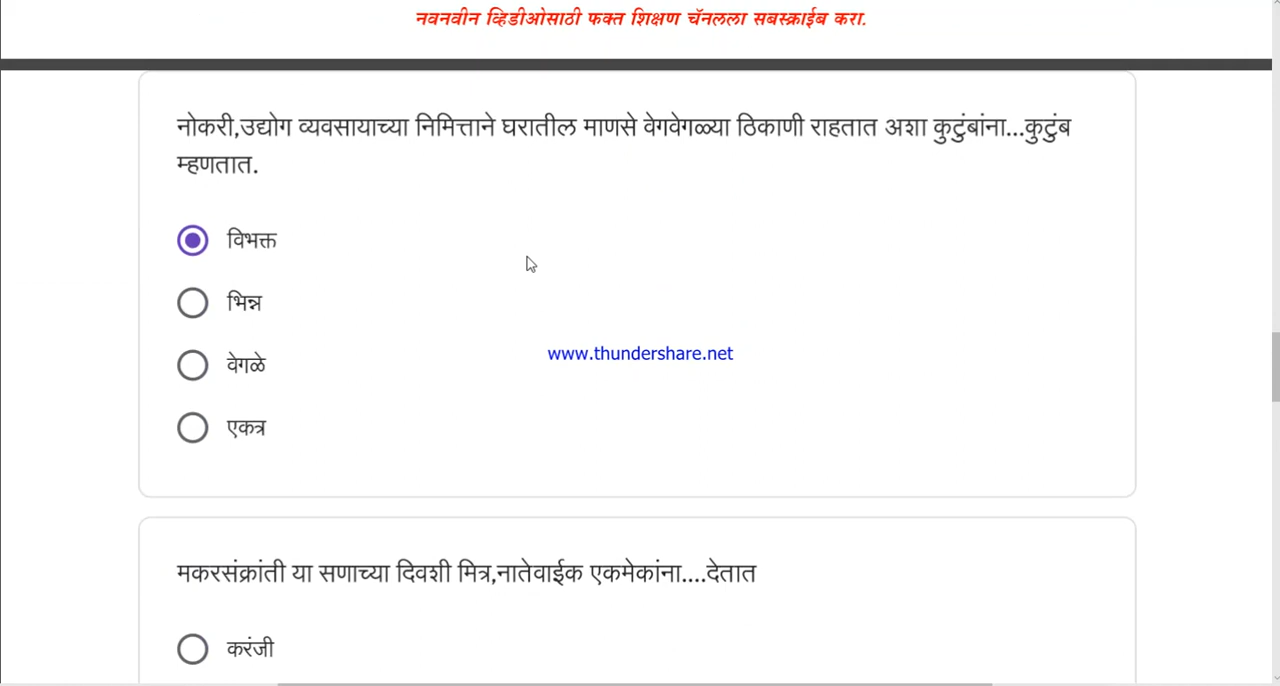 नवनवीन व्हिडीओसाठी फक्त शिक्षण चॅनलला सबस्क्राईब करा.
नोकरी,उद्योग व्यवसायाच्या निमित्ताने घरातील माणसे वेगवेगळ्या ठिकाणी राहतात अशा कुटुंबांना...कुटुंब
म्हणतात.
विभक्त
भिन्न
www.thundershare.net
वेगळे
एकत्र
मकरसंक्रांती या सणाच्या दिवशी मित्र,नातेवाईक एकमेकांना....देतात
करंजी